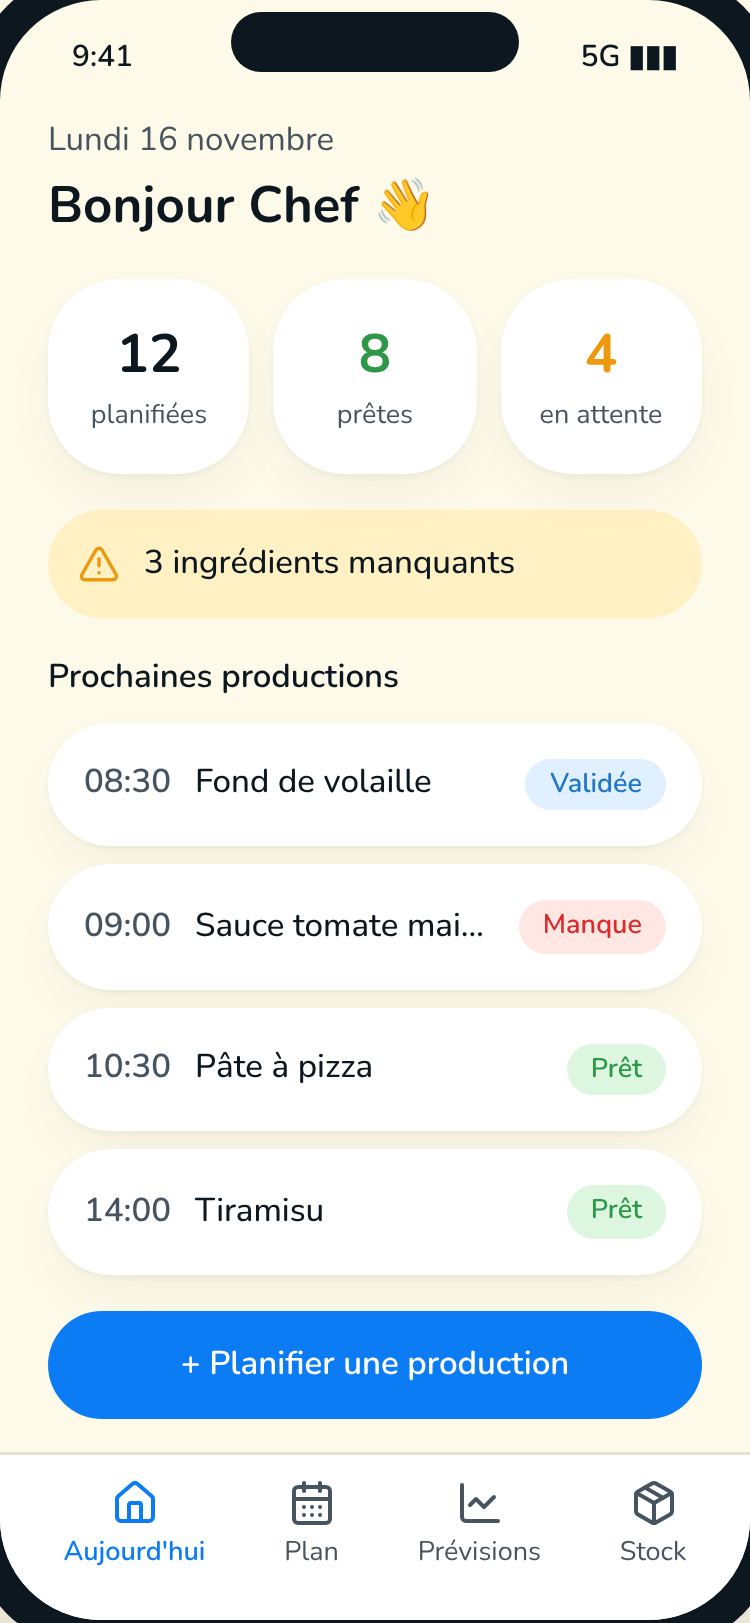 9:41
5G
Lundi 16 novembre
Bonjour Chef 👋
12
planifiées
8
prêtes
4
en attente
3 ingrédients manquants
Prochaines productions
08:30 Fond de volaille Validée
09:00 Sauce tomate mai... Manque
10:30 Pâte à pizza Prêt
14:00 Tiramisu Prêt
+ Planifier une production
Aujourd'hui
Plan
Prévisions
Stock